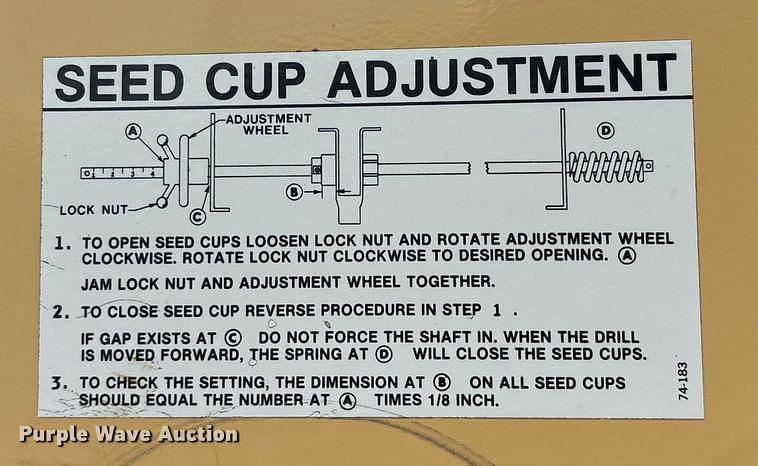 SEED CUP ADJUSTMENT
A
ADJUSTMENT
WHEEL
D
1 2 3 4
B
LOCK NUT
C
1. TO OPEN SEED CUPS LOOSEN LOCK NUT AND ROTATE ADJUSTMENT WHEEL
CLOCKWISE. ROTATE LOCK NUT CLOCKWISE TO DESIRED OPENING. Ⓐ
JAM LOCK NUT AND ADJUSTMENT WHEEL TOGETHER.
2. TO CLOSE SEED CUP REVERSE PROCEDURE IN STEP 1 .
IF GAP EXISTS AT Ⓒ DO NOT FORCE THE SHAFT IN. WHEN THE DRILL
IS MOVED FORWARD, THE SPRING AT Ⓓ WILL CLOSE THE SEED CUPS.
3. TO CHECK THE SETTING, THE DIMENSION AT Ⓑ ON ALL SEED CUPS
SHOULD EQUAL THE NUMBER AT Ⓐ TIMES 1/8 INCH.
74-183
Purple Wave Auction